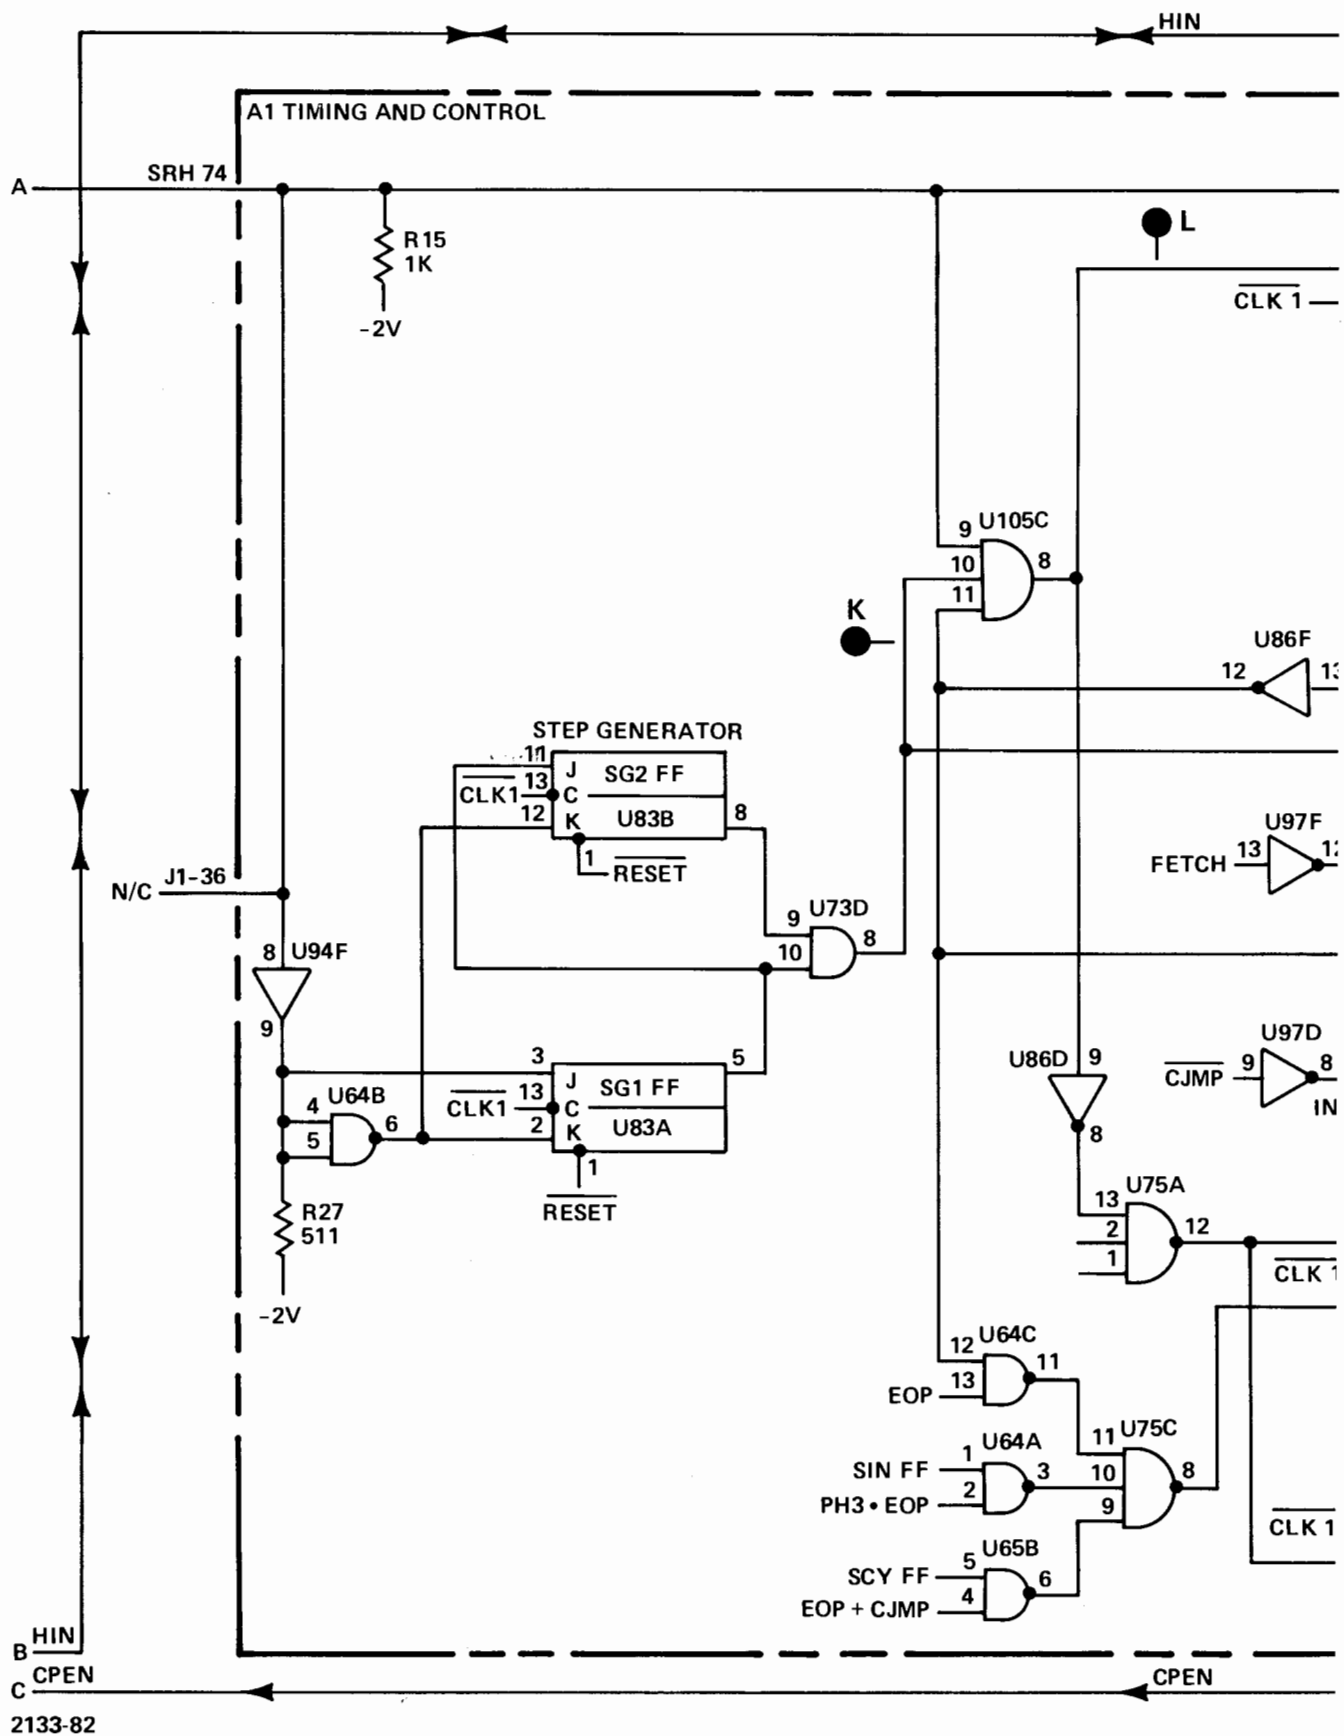 HIN
A1 TIMING AND CONTROL
A
SRH 74
L
R15
1K
-2V
CLK 1
U105C
9
10
11
8
K
U86F
12
STEP GENERATOR
11
J
SG2 FF
CLK1
13
C
12
K
U83B
8
1
RESET
U97F
FETCH
13
N/C
J1-36
U73D
9
10
8
8
U94F
9
U97D
CJMP
9
8
IN
U86D
9
8
3
J
SG1 FF
5
CLK1
13
C
2
K
U83A
1
RESET
U64B
4
5
6
R27
511
-2V
U75A
13
2
1
12
CLK 1
U64C
12
13
11
EOP
U75C
11
10
9
8
U64A
SIN FF
1
PH3 • EOP
2
3
CLK 1
U65B
SCY FF
5
EOP + CJMP
4
6
B
HIN
C
CPEN
CPEN
2133-82